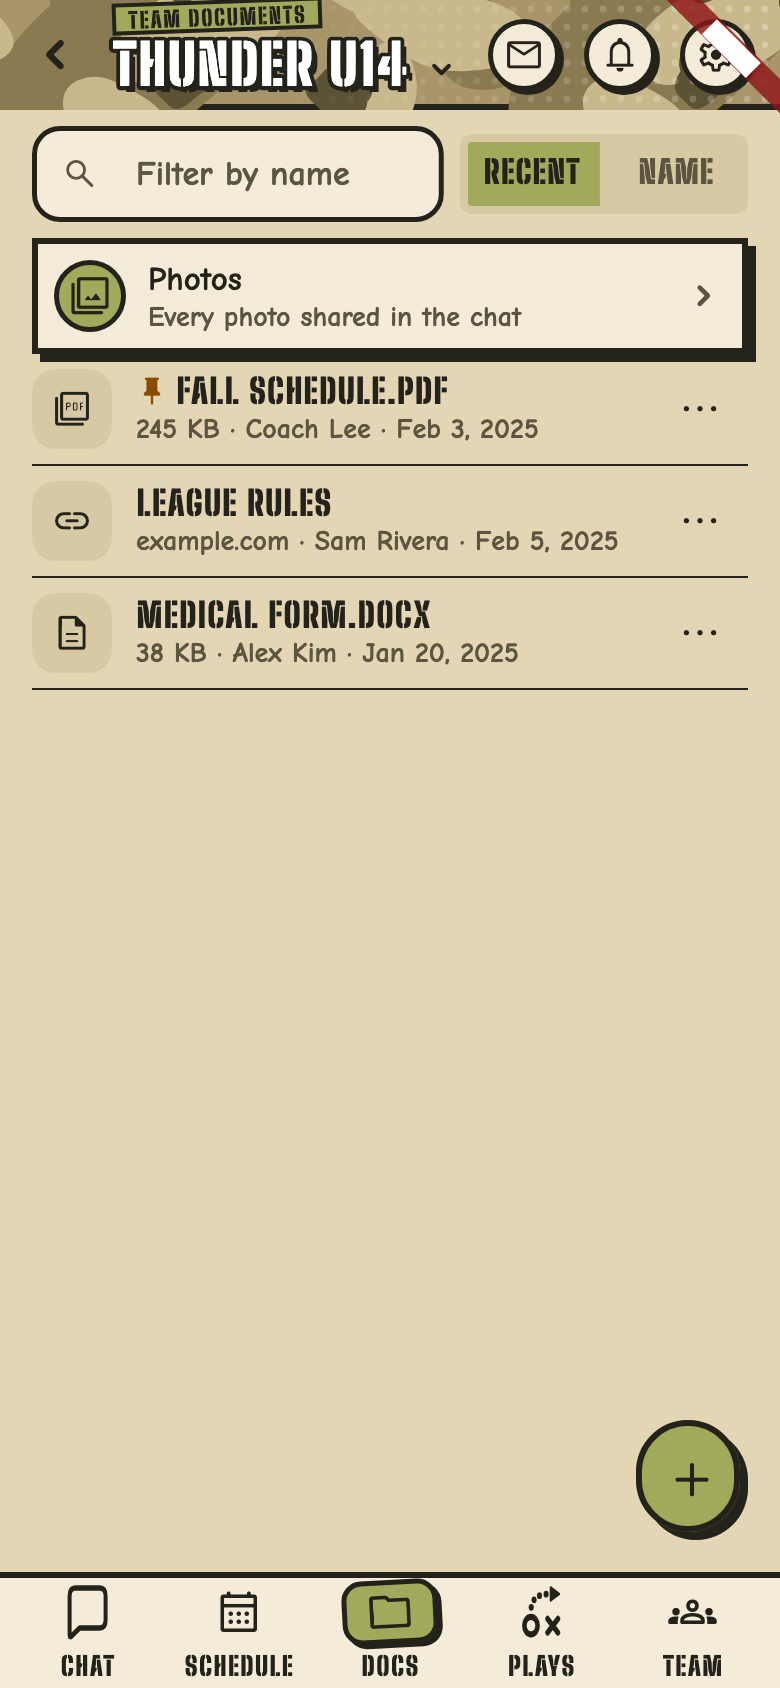 TEAM DOCUMENTS
THUNDER U14
Filter by name
RECENT
NAME
Photos
Every photo shared in the chat
PDF
FALL SCHEDULE.PDF
245 KB · Coach Lee · Feb 3, 2025
LEAGUE RULES
example.com · Sam Rivera · Feb 5, 2025
MEDICAL FORM.DOCX
38 KB · Alex Kim · Jan 20, 2025
CHAT
SCHEDULE
DOCS
PLAYS
TEAM